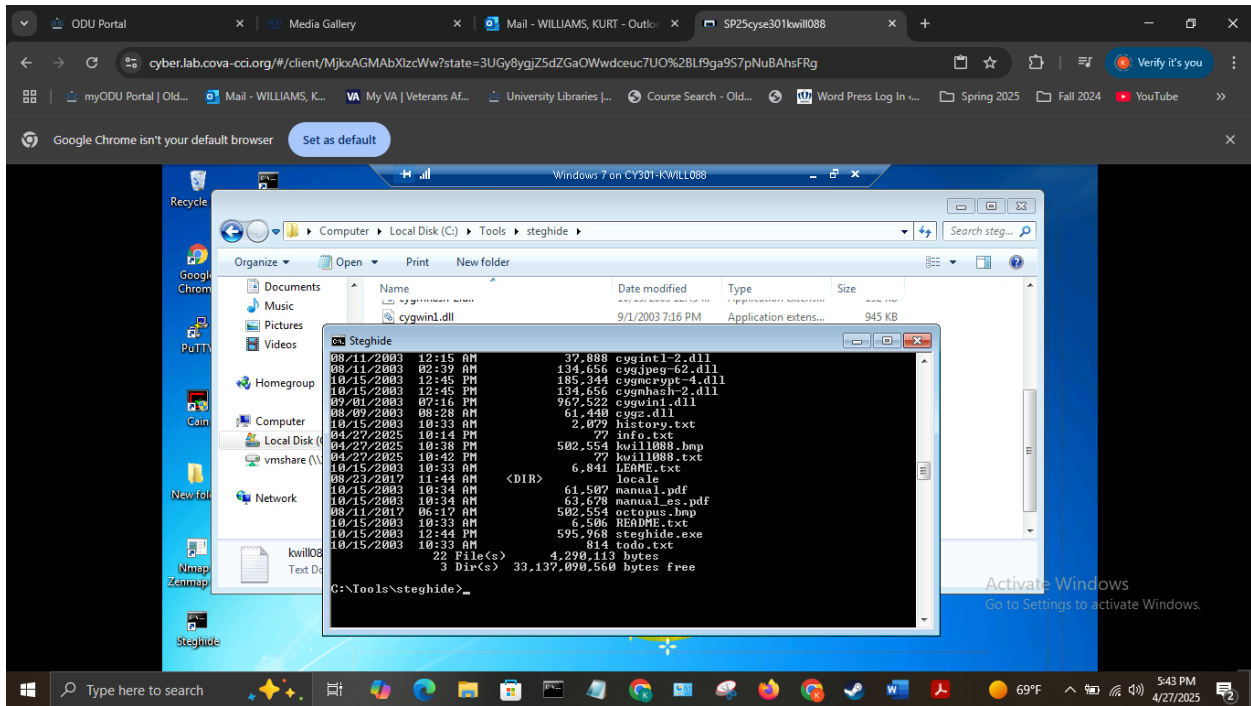 ODU Portal
Media Gallery
Mail - WILLIAMS, KURT - Outlo
SP25cyse301kwill088
cyber.lab.cova-cci.org/#/client/MjkxAGMAbXlzcWw?state=3UGy8ygjZ5dZGaOWwdceuc7UO%2BLf9ga9S7pNuBAhsFRg
Verify it's you
myODU Portal | Old...
Mail - WILLIAMS, K...
VA My VA | Veterans Af...
University Libraries |...
Course Search - Old...
Word Press Log In ‹...
Spring 2025
Fall 2024
YouTube
Google Chrome isn't your default browser
Set as default
Windows 7 on CY301-KWILL088
Recycle
Computer ▸ Local Disk (C:) ▸ Tools ▸ steghide ▸
Search steg...
Organize
Open
Print
New folder
Googl
Chrom
Documents
Music
Pictures
Videos
Homegroup
Computer
Local Disk (
vmshare (\\
Network
Name
Date modified
Type
Size
cygwin1.dll
9/1/2003 7:16 PM
Application extens...
945 KB
PuTTY
Cain
New fol
Nmap
Zenmap
Steghide
kwill08
Text Do
Steghide
08/11/2003 12:15 AM 37,888 cygintl-2.dll
08/11/2003 02:39 AM 134,656 cygjpeg-62.dll
10/15/2003 12:45 PM 185,344 cygmcrypt-4.dll
10/15/2003 12:45 PM 134,656 cygmhash-2.dll
09/01/2003 07:16 PM 967,522 cygwin1.dll
08/09/2003 08:28 AM 61,440 cygz.dll
10/15/2003 10:33 AM 2,079 history.txt
04/27/2025 10:14 PM 77 info.txt
04/27/2025 10:38 PM 502,554 kwill088.bmp
04/27/2025 10:42 PM 77 kwill088.txt
10/15/2003 10:33 AM 6,841 LEAME.txt
08/23/2017 11:44 AM <DIR> locale
10/15/2003 10:34 AM 61,507 manual.pdf
10/15/2003 10:34 AM 63,678 manual_es.pdf
08/11/2017 06:17 AM 502,554 octopus.bmp
10/15/2003 10:33 AM 6,506 README.txt
10/15/2003 12:44 PM 595,968 steghide.exe
10/15/2003 10:33 AM 814 todo.txt
22 File(s) 4,290,113 bytes
3 Dir(s) 33,137,090,560 bytes free
C:\Tools\steghide>_
Activate Windows
Go to Settings to activate Windows.
Type here to search
69°F
5:43 PM
4/27/2025
2